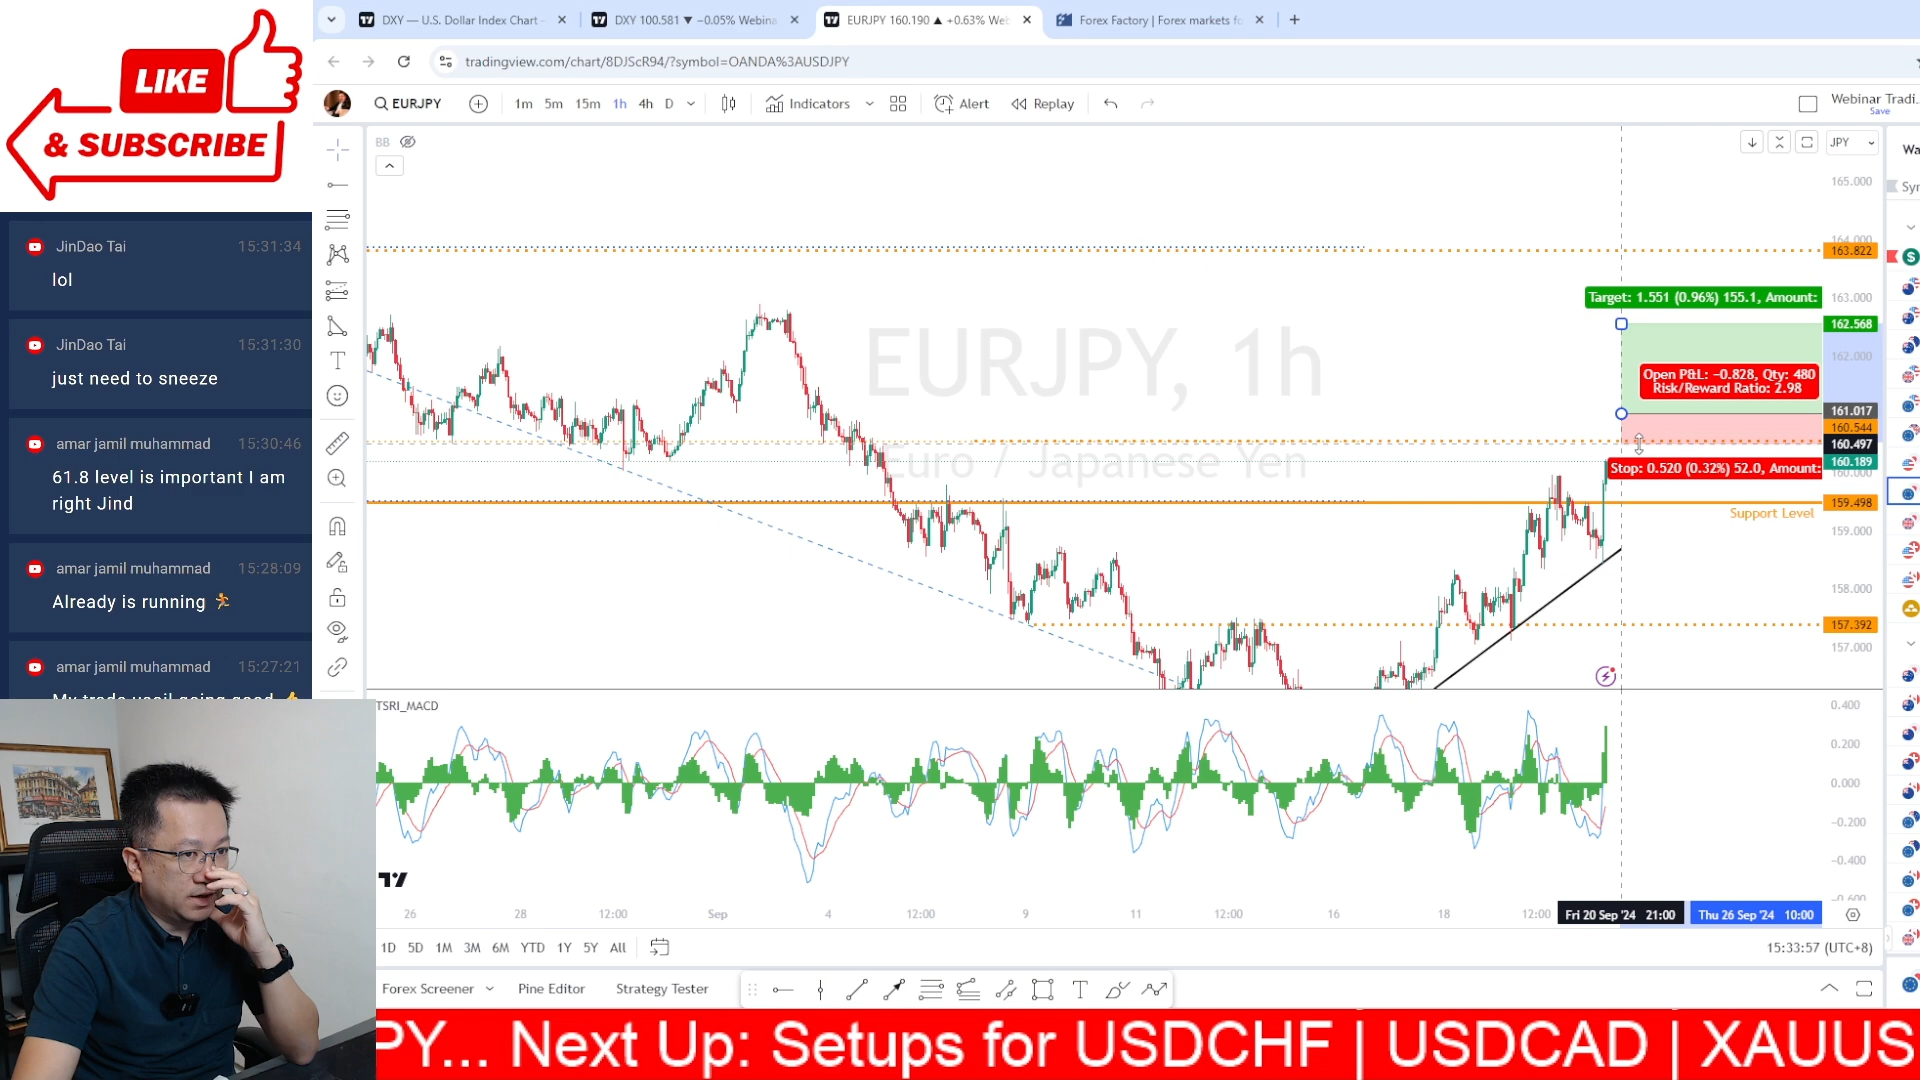 LIKE
& SUBSCRIBE
JinDao Tai 15:31:34
lol
JinDao Tai 15:31:30
just need to sneeze
amar jamil muhammad 15:30:46
61.8 level is important I am
right Jind
amar jamil muhammad 15:28:09
Already is running
amar jamil muhammad 15:27:21
DXY — U.S. Dollar Index Chart
DXY 100.581 ▼ −0.05% Webina
EURJPY 160.190 ▲ +0.63% We
Forex Factory | Forex markets fo
tradingview.com/chart/8DJScR94/?symbol=OANDA%3AUSDJPY
EURJPY
1m 5m 15m 1h 4h D
Indicators
Alert
Replay
Webinar Tradi...
Save
BB
JPY
Wa
Syr
EURJPY, 1h
Euro / Japanese Yen
165.000
164.000
163.822
163.000
162.568
162.000
161.017
160.544
160.497
160.189
160.000
159.498
159.000
158.000
157.392
157.000
Target: 1.551 (0.96%) 155.1, Amount:
Open P&L: −0.828, Qty: 480
Risk/Reward Ratio: 2.98
Stop: 0.520 (0.32%) 52.0, Amount:
Support Level
TSRI_MACD
0.400
0.200
0.000
−0.200
−0.400
−0.600
26 28 12:00 Sep 4 12:00 9 11 12:00 16 18 12:00
Fri 20 Sep '24 21:00
Thu 26 Sep '24 10:00
1D 5D 1M 3M 6M YTD 1Y 5Y All
15:33:57 (UTC+8)
Forex Screener
Pine Editor
Strategy Tester
PY... Next Up: Setups for USDCHF | USDCAD | XAUUS